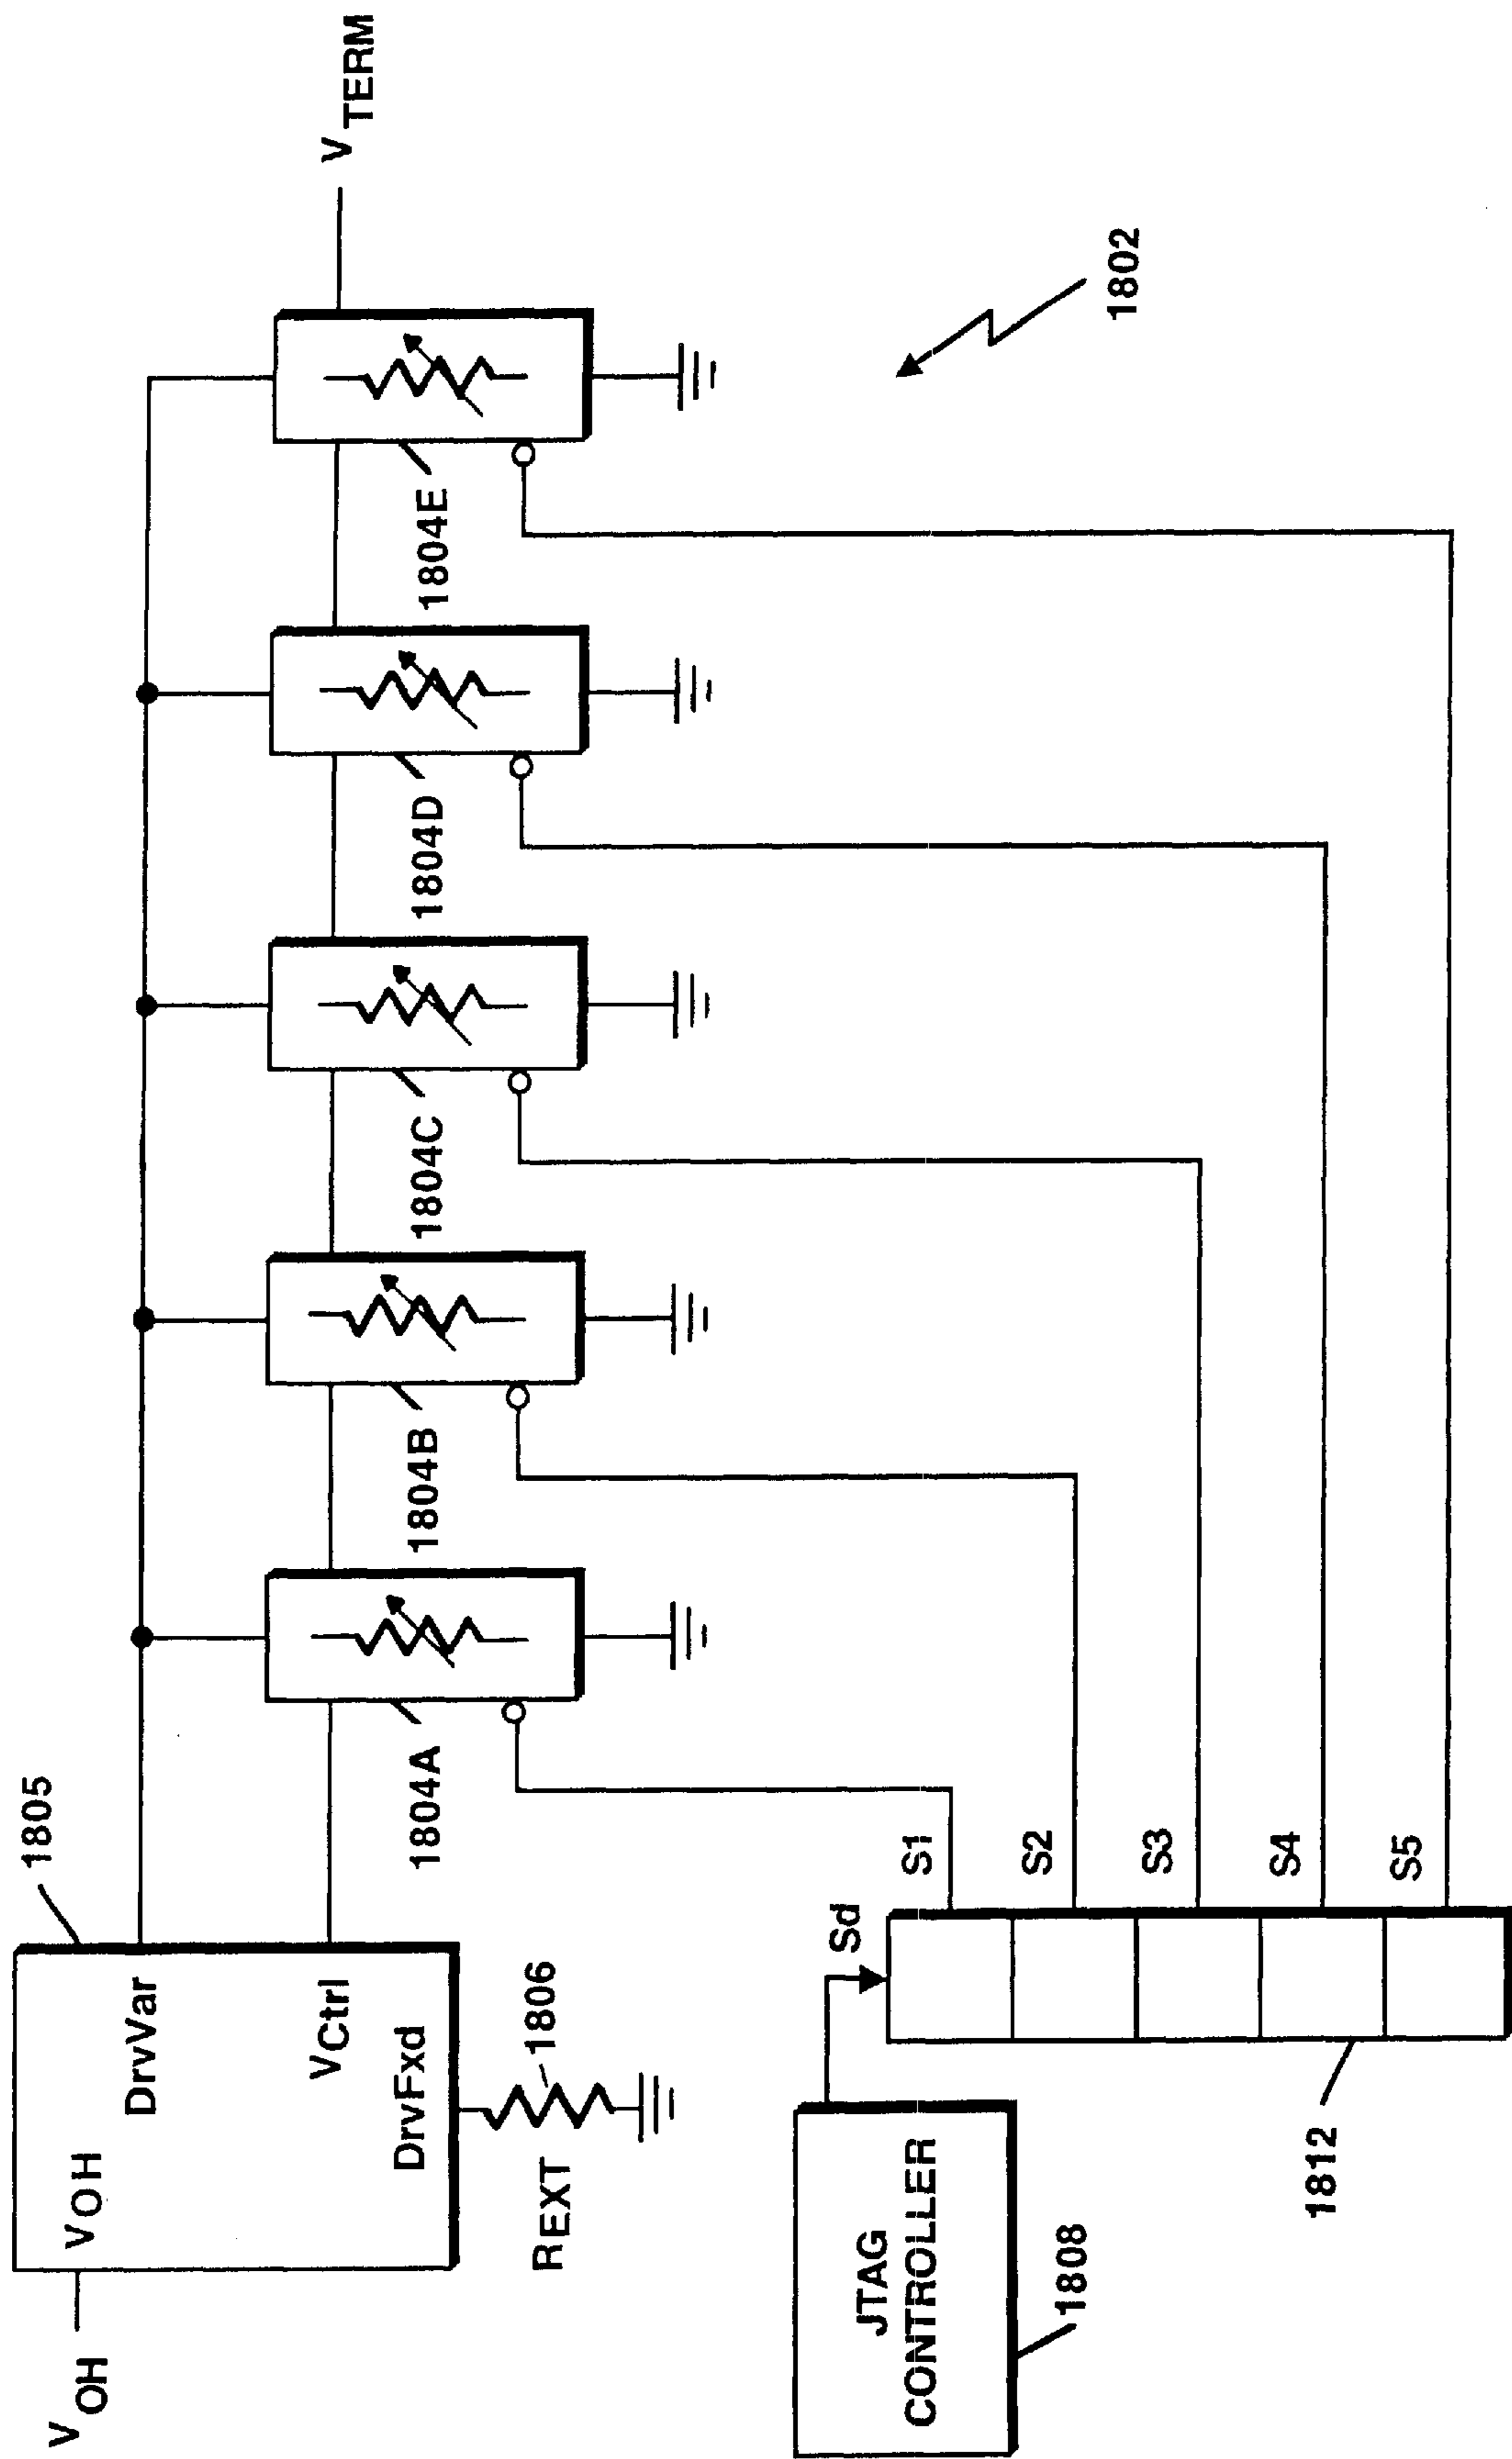 VOH
VOH
DrvVar
VCtrl
DrvFxd
1805
REXT
1806
1804A
1804B
1804C
1804D
1804E
VTERM
1802
JTAG
CONTROLLER
1808
Sd
1812
S1
S2
S3
S4
S5